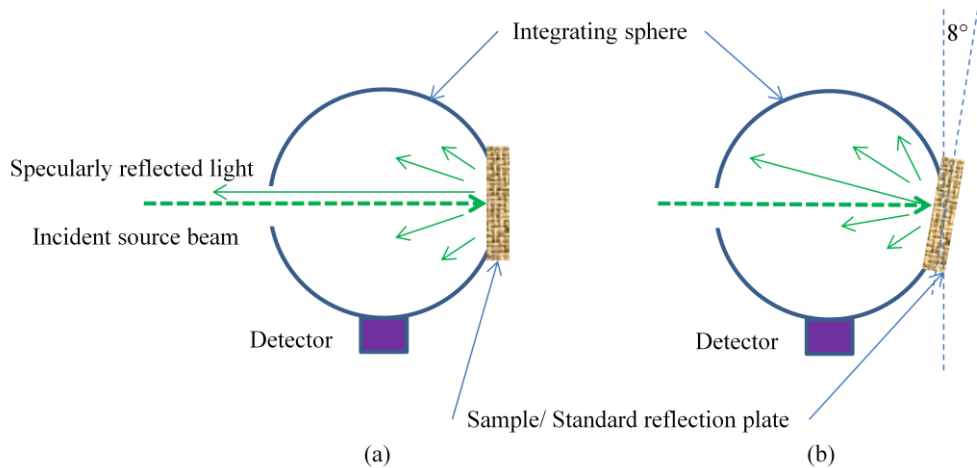 Integrating sphere
8°
Specularly reflected light
Incident source beam
Detector
Detector
Sample/ Standard reflection plate
(a)
(b)